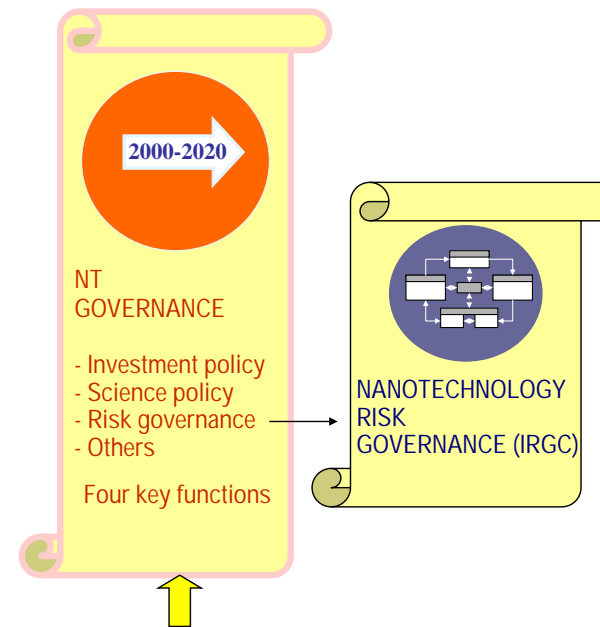 2000-2020
NT
GOVERNANCE
- Investment policy
- Science policy
- Risk governance
- Others
Four key functions
NANOTECHNOLOGY
RISK
GOVERNANCE (IRGC)